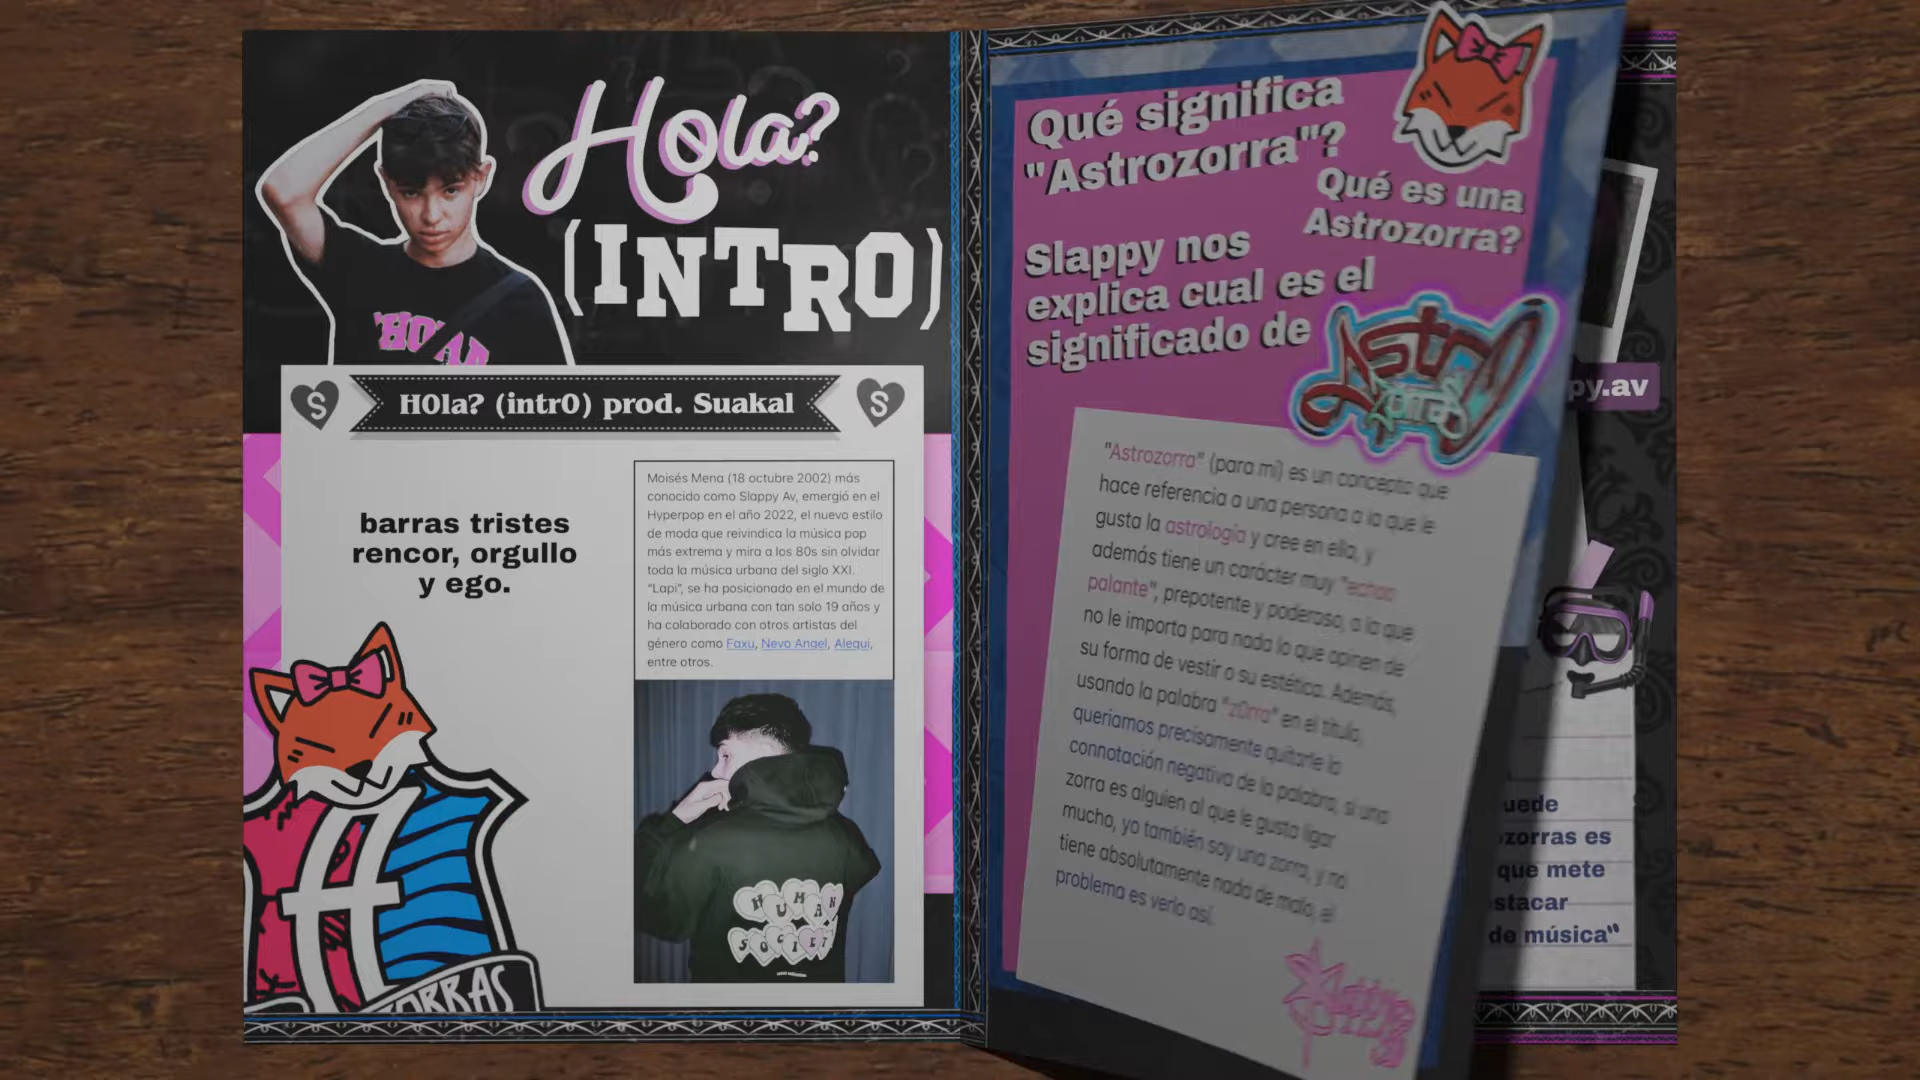 Hola?
(INTRO)
H0la? (intr0) prod. Suakal
S
S
barras tristes
rencor, orgullo
y ego.
Moisés Mena (18 octubre 2002) más
conocido como Slappy Av, emergió en el
Hyperpop en el año 2022, el nuevo estilo
de moda que reivindica la música pop
más extrema y mira a los 80s sin olvidar
toda la música urbana del siglo XXI.
"Lapi", se ha posicionado en el mundo de
la música urbana con tan solo 19 años y
ha colaborado con otros artistas del
género como Faxu, Nevo Angel, Alequi,
entre otros.
HUMAN
SOCIET
Qué significa
"Astrozorra"?
Qué es una
Astrozorra?
Slappy nos
explica cual es el
significado de
Astro
zorras
"Astrozorra" (para mi) es un concepto que
hace referencia a una persona a la que le
gusta la astrología y cree en ella, y
además tiene un carácter muy "echao
palante", prepotente y poderoso, a la que
no le importa para nada lo que opinen de
su forma de vestir o su estética. Además,
usando la palabra "z0rra" en el título,
queriamos precisamente quitarle la
connotación negativa de la palabra, si una
zorra es alguien al que le gusta ligar
mucho, yo también soy una zorra, y no
tiene absolutamente nada de malo, el
problema es verlo así.
py.av
uede
zorras es
que mete
stacar
de música"